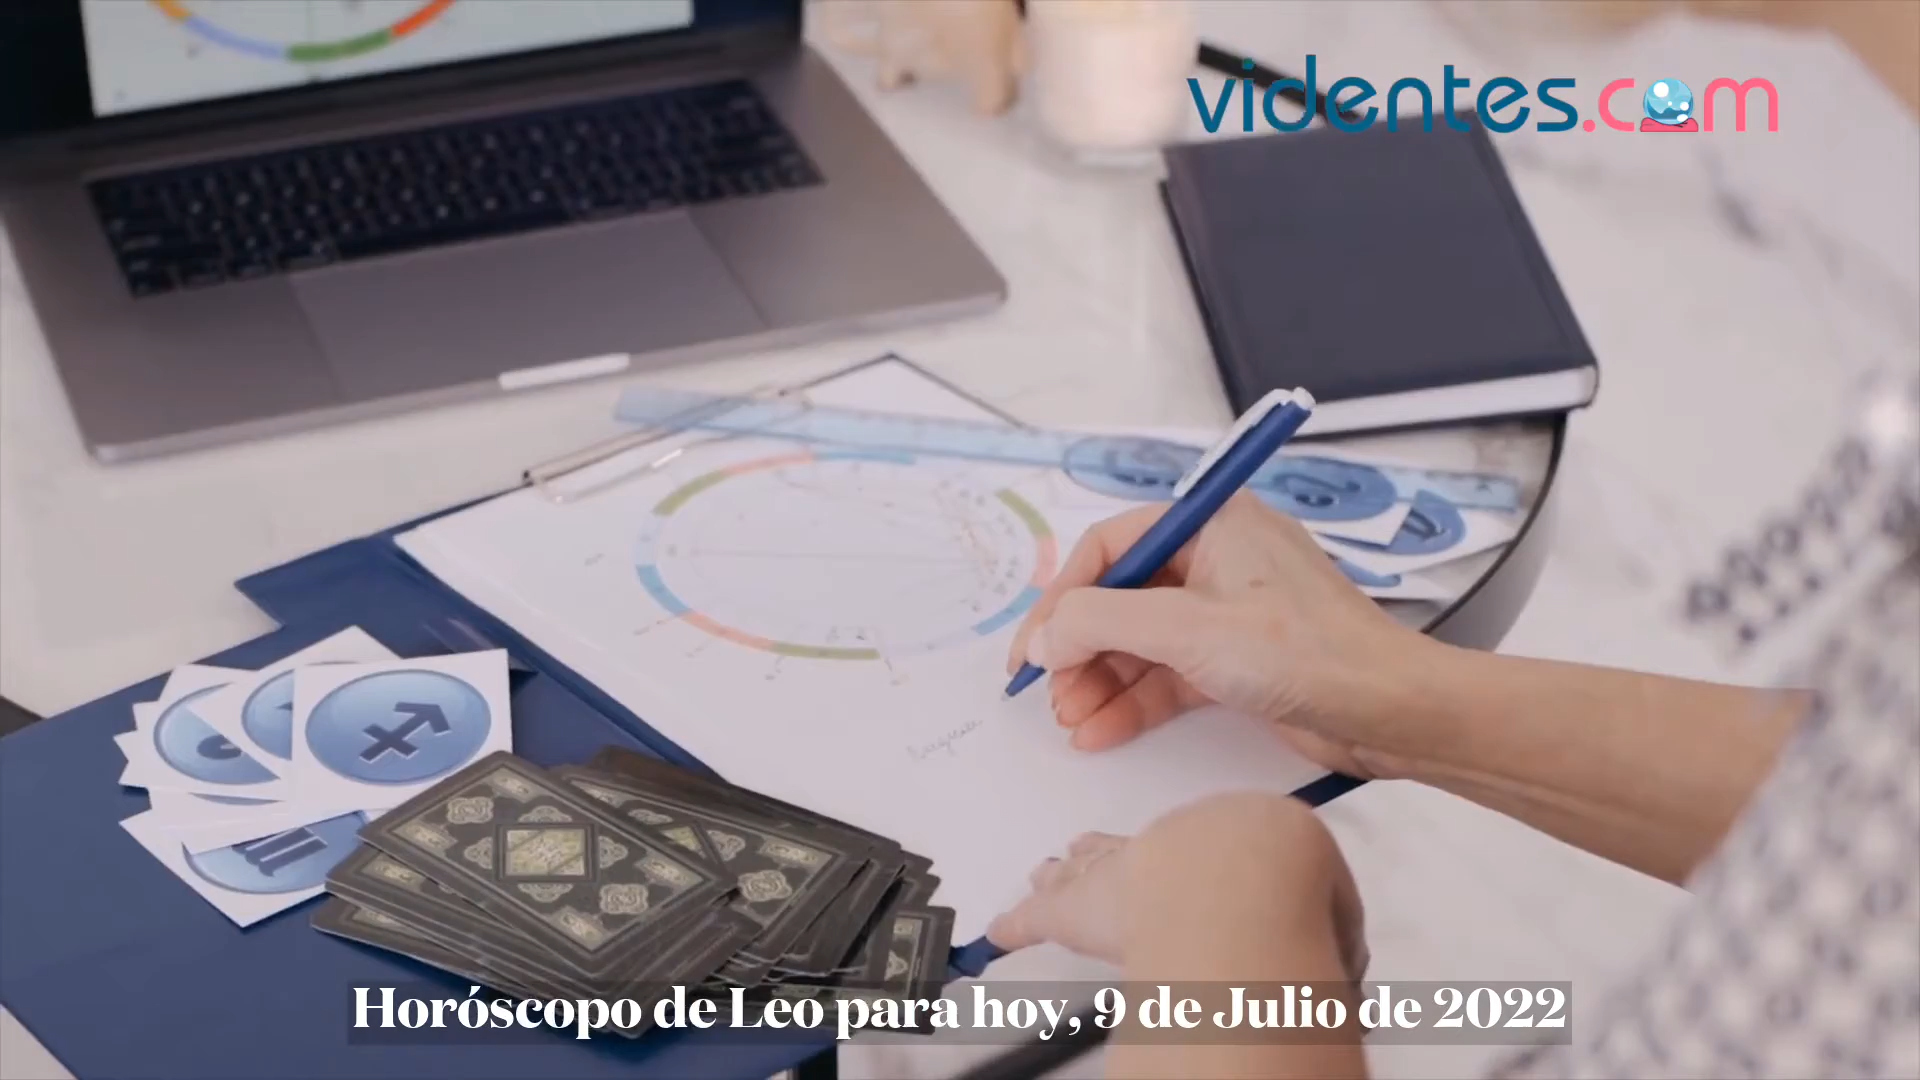 videntes.com
Horóscopo de Leo para hoy, 9 de Julio de 2022